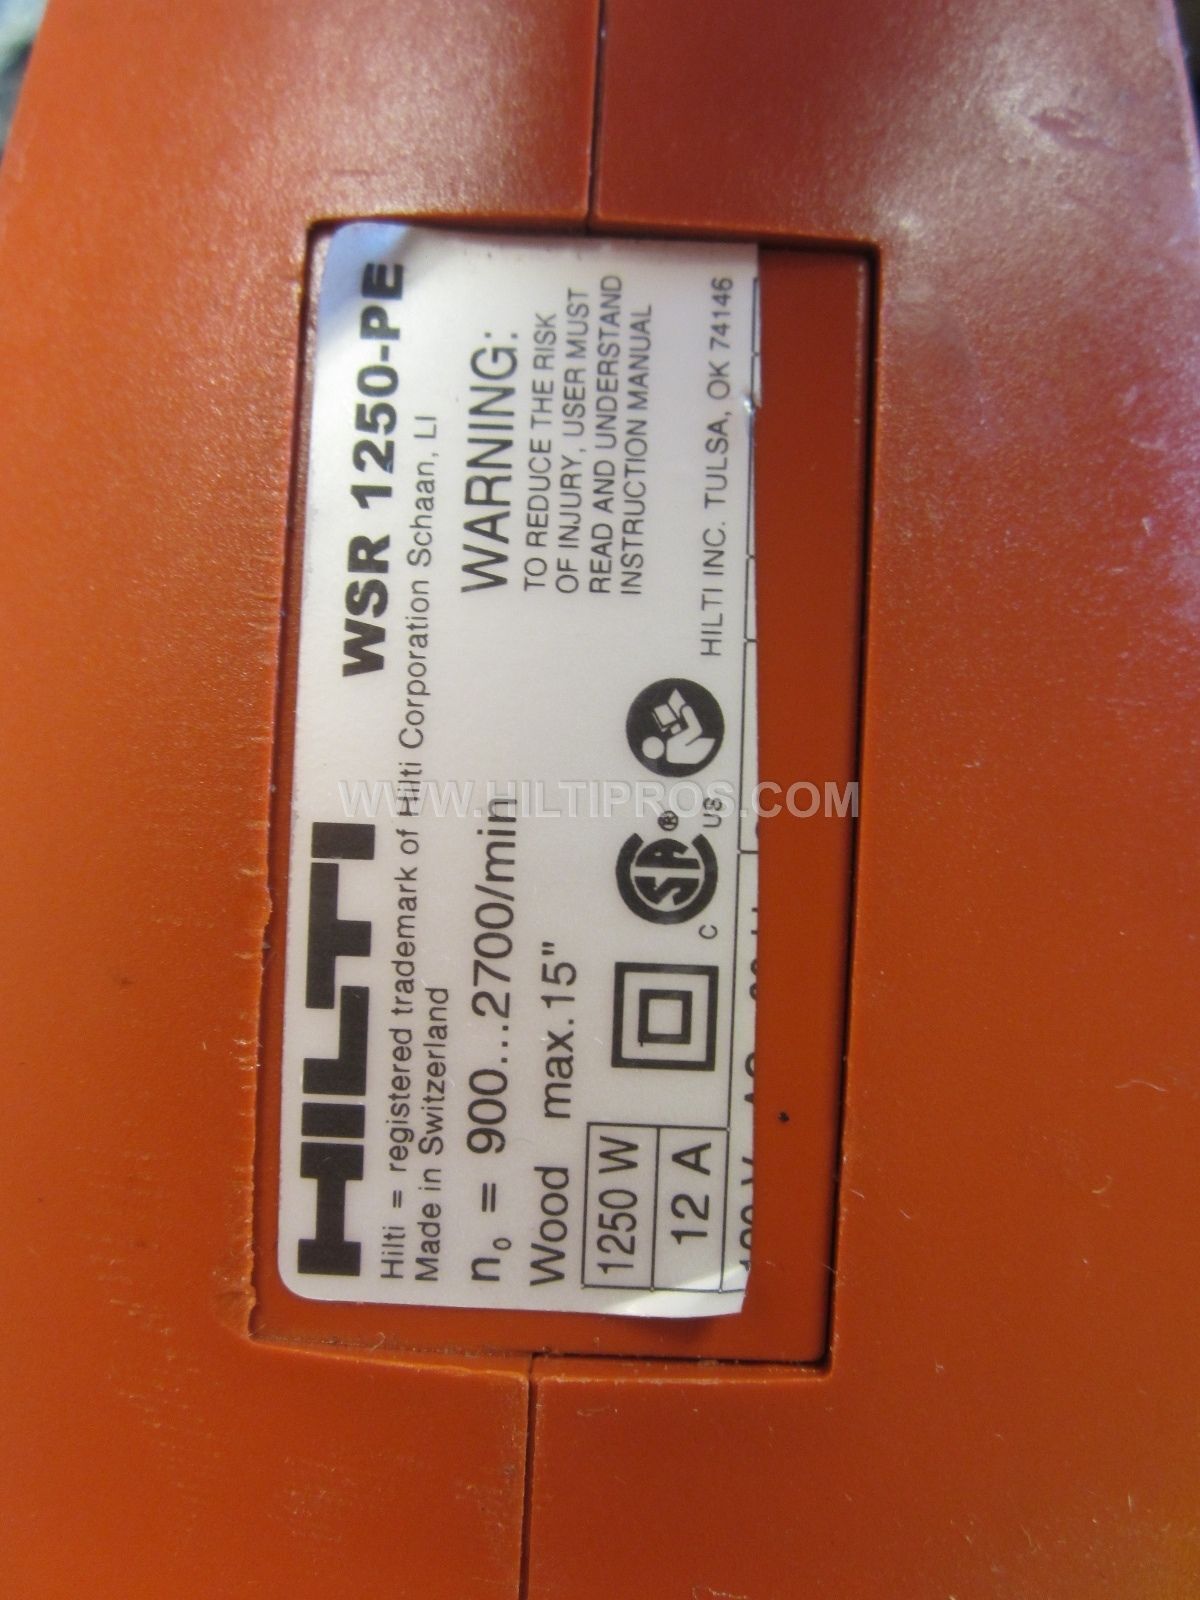 HILTI
WSR 1250-PE
Hilti = registered trademark of Hilti Corporation Schaan, LI
Made in Switzerland
n₀ = 900...2700/min
Wood max.15"
WARNING:
TO REDUCE THE RISK
OF INJURY, USER MUST
READ AND UNDERSTAND
INSTRUCTION MANUAL
1250 W
12 A
C SA® US
HILTI INC. TULSA, OK 74146
WWW.HILTIPROS.COM